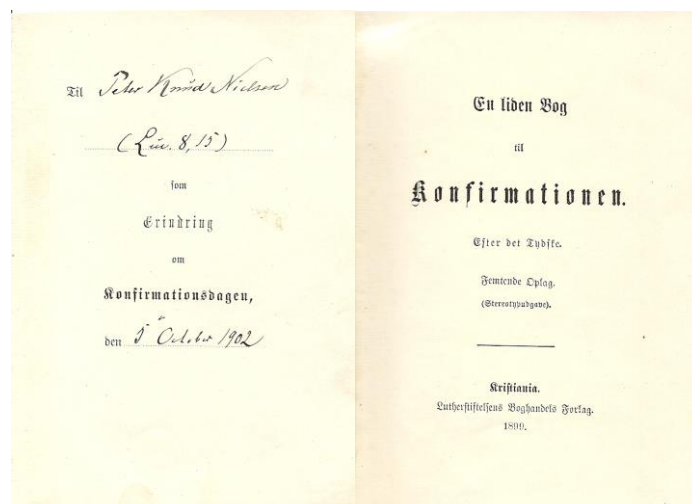 Til Peter Knud Nielsen
(Luc. 8,15)
som
Erindring
om
Konfirmationsdagen,
den 5 October 1902
En liden Bog
til
Konfirmationen.
Efter det Tydske.
Femtende Oplag.
(Stereotypudgave).
Kristiania.
Lutherstiftelsens Boghandels Forlag.
1899.